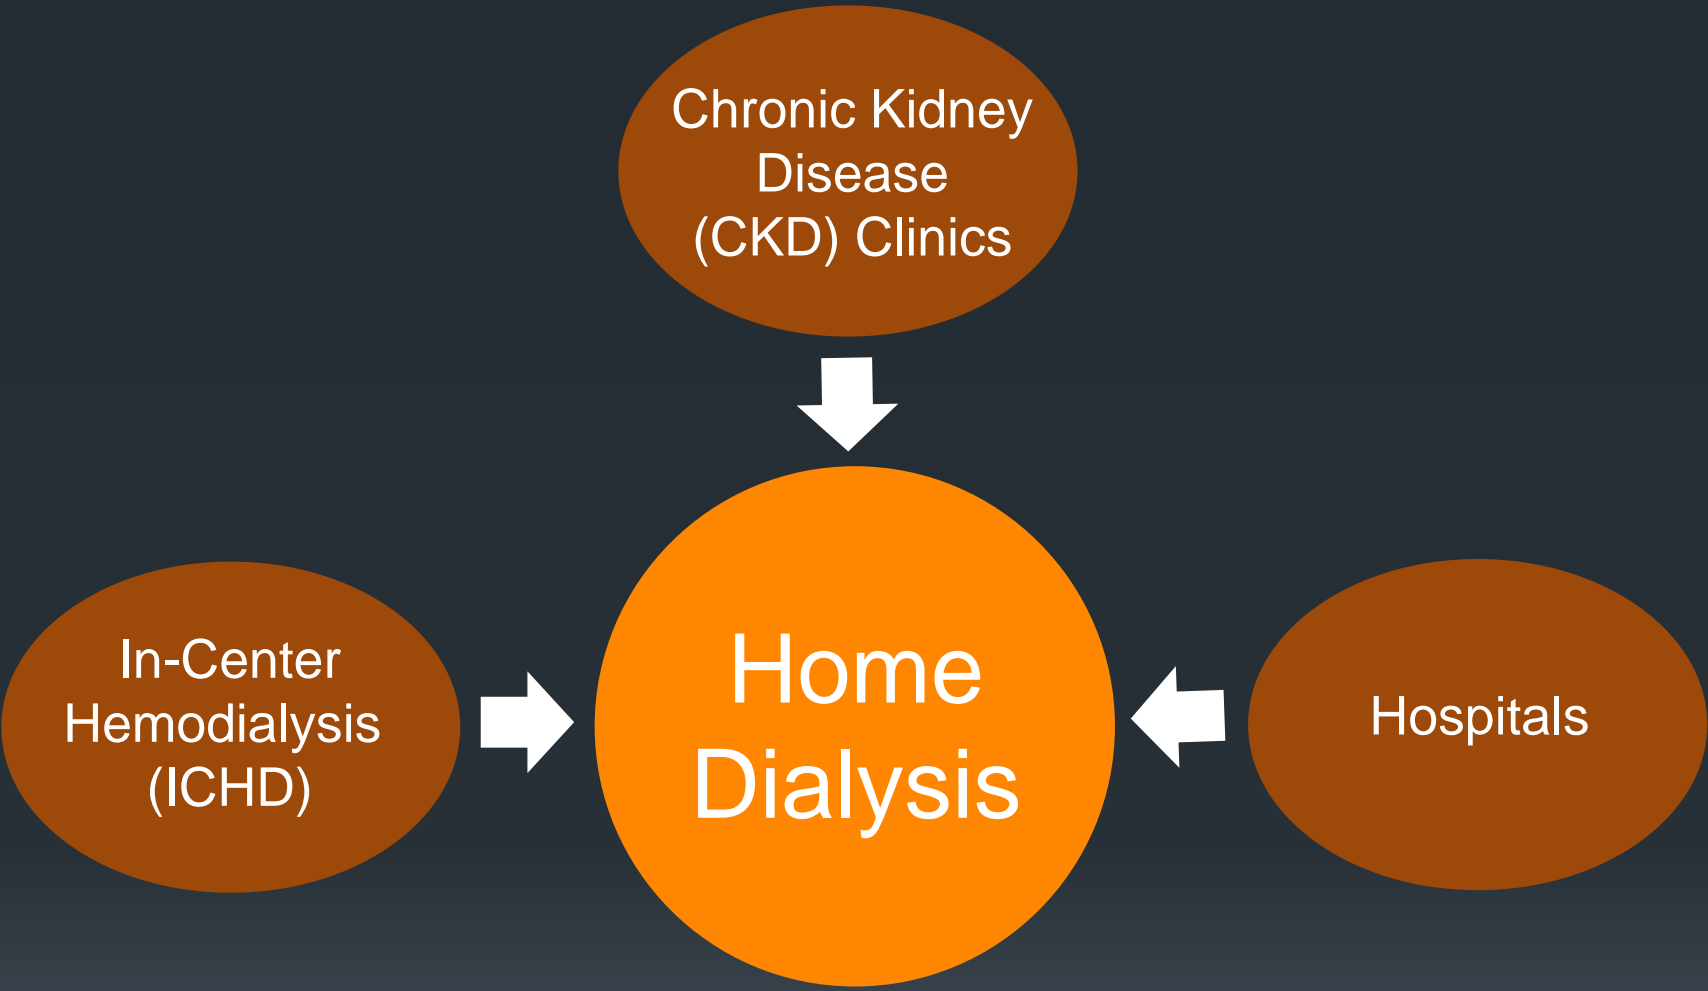 Chronic Kidney
Disease
(CKD) Clinics
In-Center
Hemodialysis
(ICHD)
Home
Dialysis
Hospitals